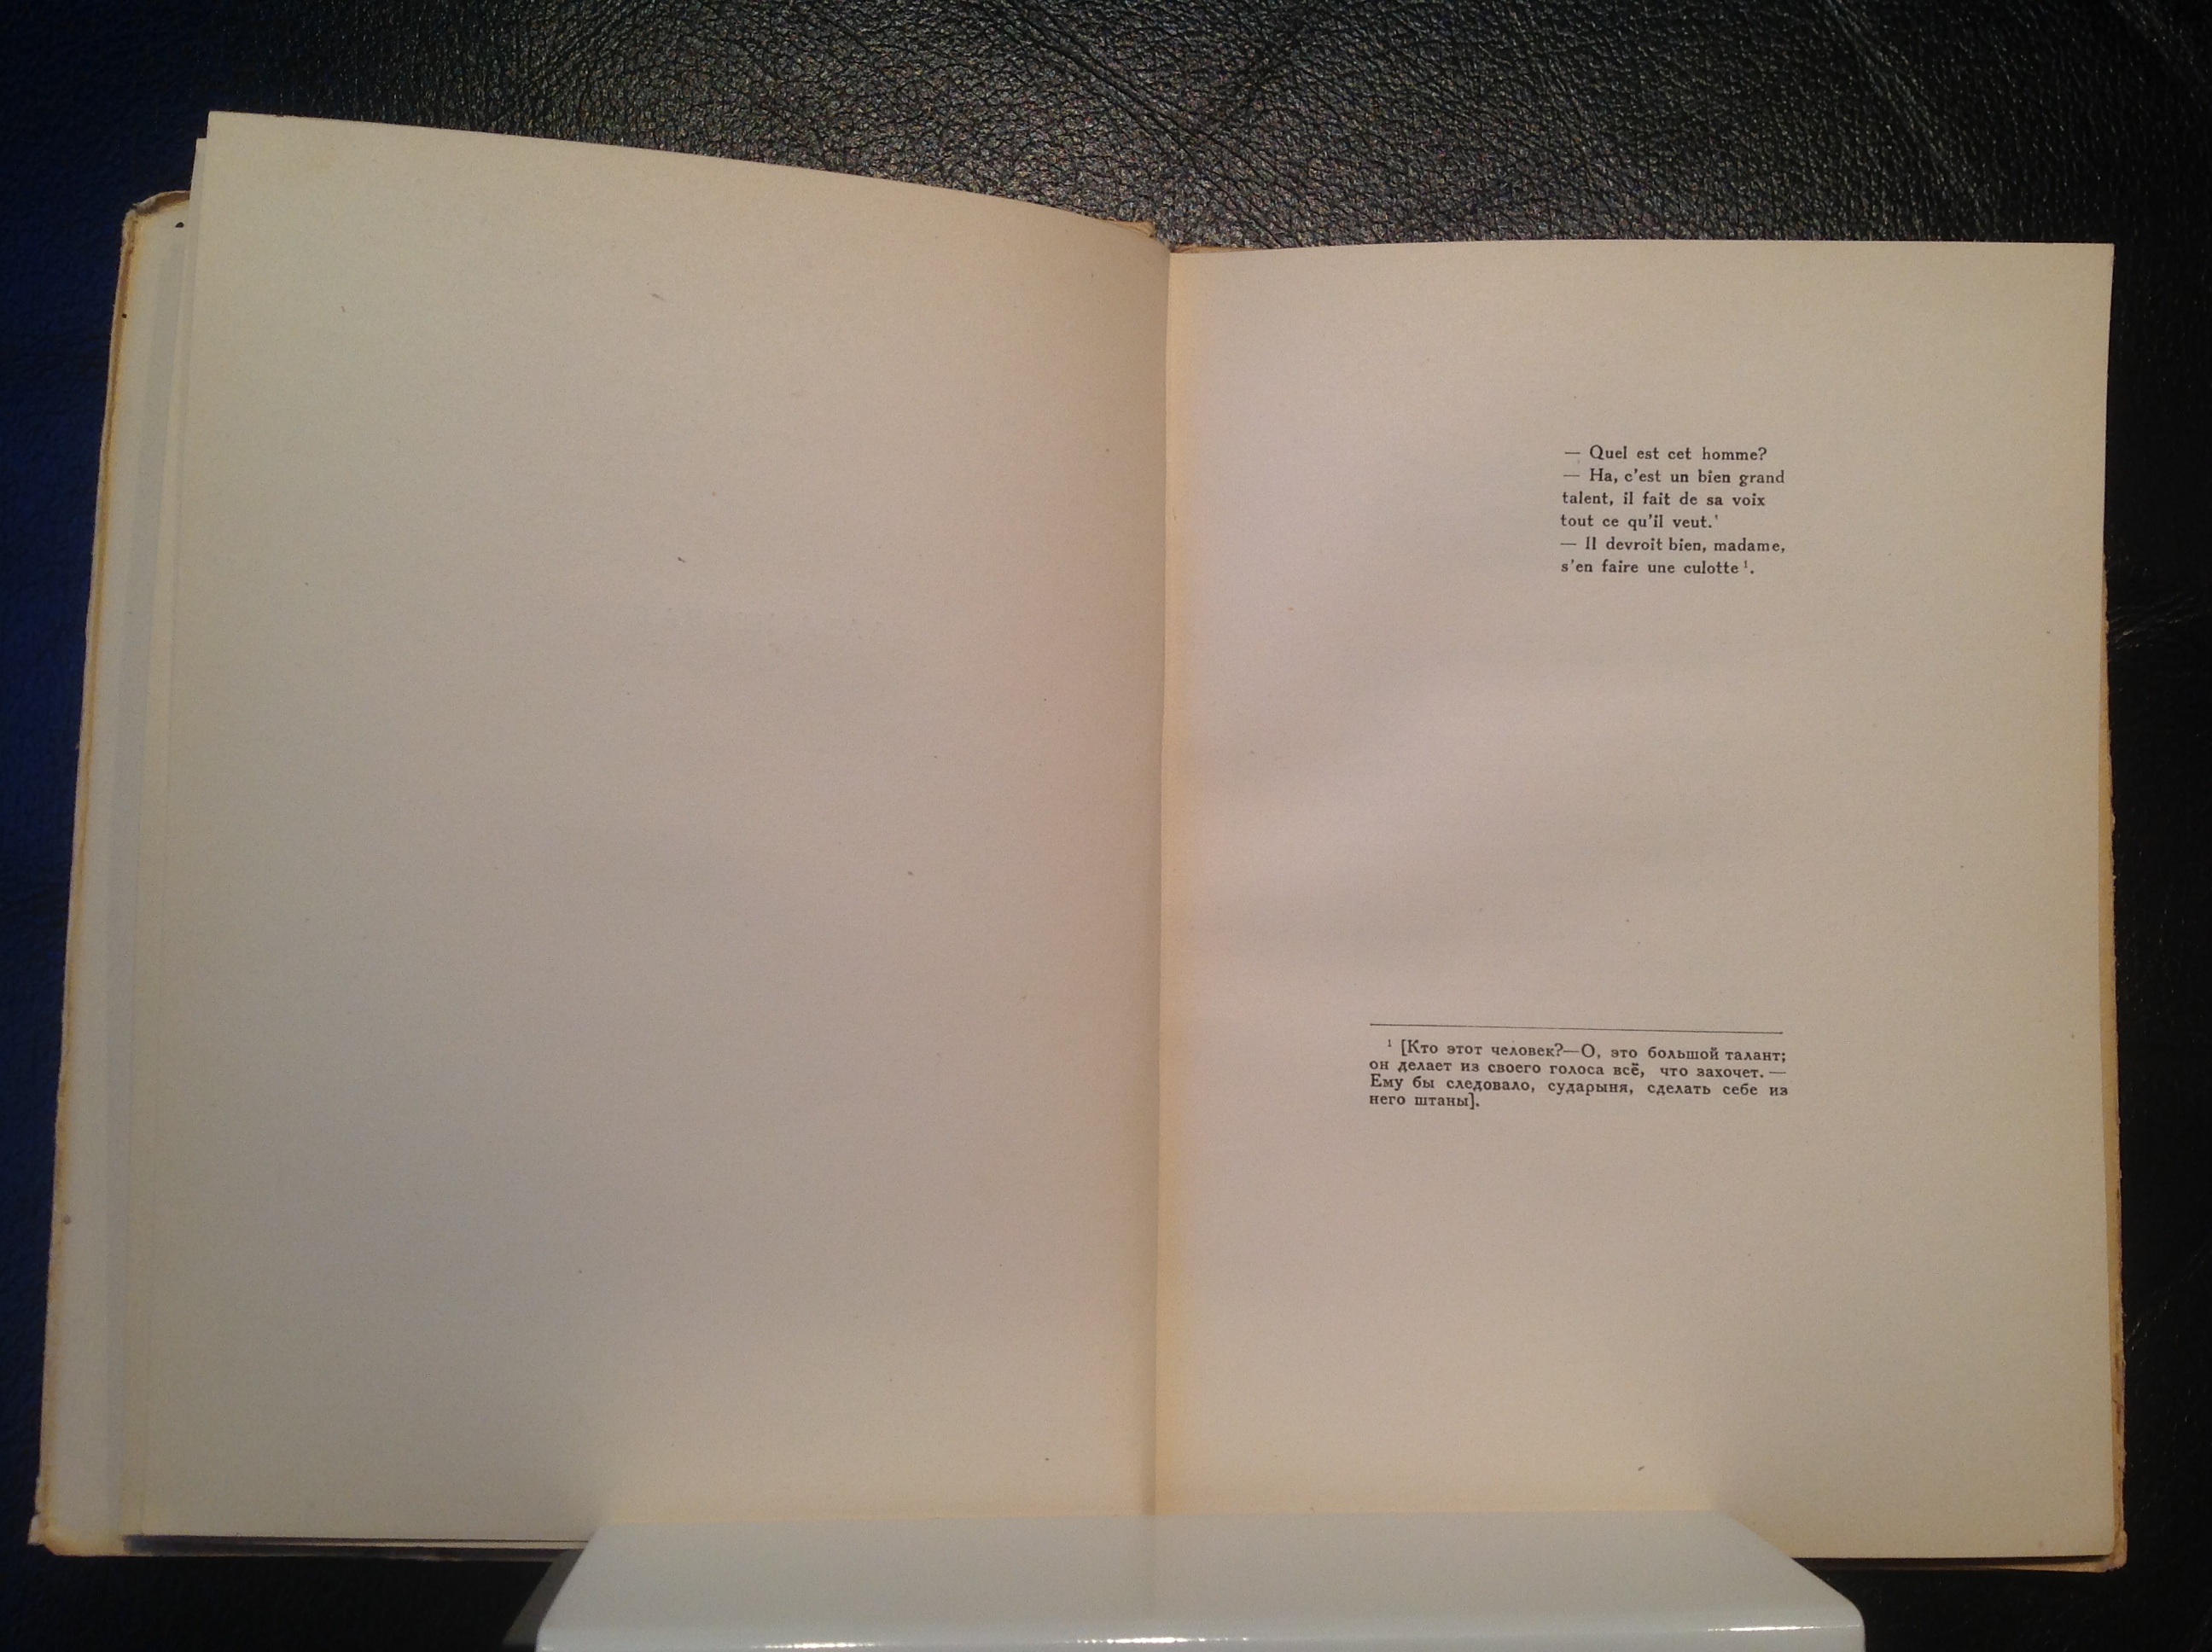 — Quel est cet homme?
— Ha, c'est un bien grand
talent, il fait de sa voix
tout ce qu'il veut.'
— Il devroit bien, madame,
s'en faire une culotte ¹.
¹ [Кто этот человек?—О, это большой талант;
он делает из своего голоса всё, что захочет. —
Ему бы следовало, сударыня, сделать себе из
него штаны].